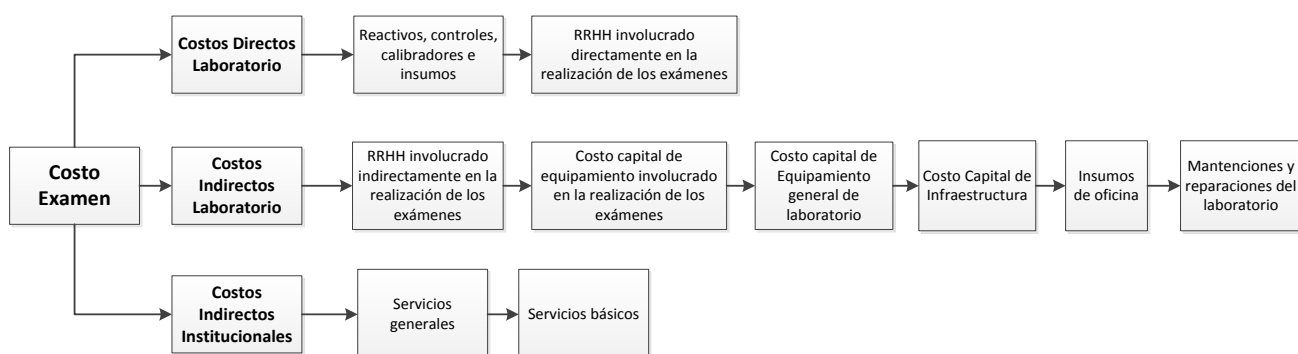 Costo
Examen
Costos Directos
Laboratorio
Reactivos, controles,
calibradores e
insumos
RRHH involucrado
directamente en la
realización de los exámenes
Costos
Indirectos
Laboratorio
RRHH involucrado
indirectamente en la
realización de los
exámenes
Costo capital de
equipamiento involucrado
en la realización de los
exámenes
Costo capital de
Equipamiento
general de
laboratorio
Costo Capital de
Infraestructura
Insumos
de oficina
Mantenciones y
reparaciones del
laboratorio
Costos
Indirectos
Institucionales
Servicios
generales
Servicios básicos